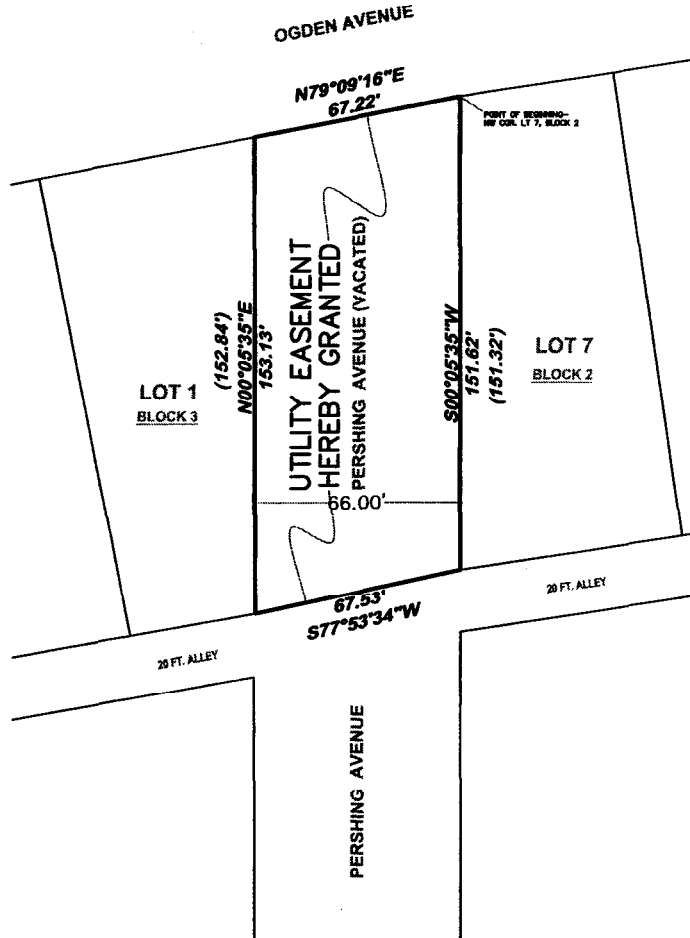 OGDEN AVENUE
N79°09'16"E
67.22'
POINT OF BEGINNING-
NW COR. LT 7, BLOCK 2
UTILITY EASEMENT
HEREBY GRANTED
PERSHING AVENUE (VACATED)
(152.84')
N00°05'35"E
153.13'
S00°05'35"W
151.62'
(151.32')
LOT 1
BLOCK 3
LOT 7
BLOCK 2
66.00'
67.53'
S77°53'34"W
20 FT. ALLEY
20 FT. ALLEY
PERSHING AVENUE